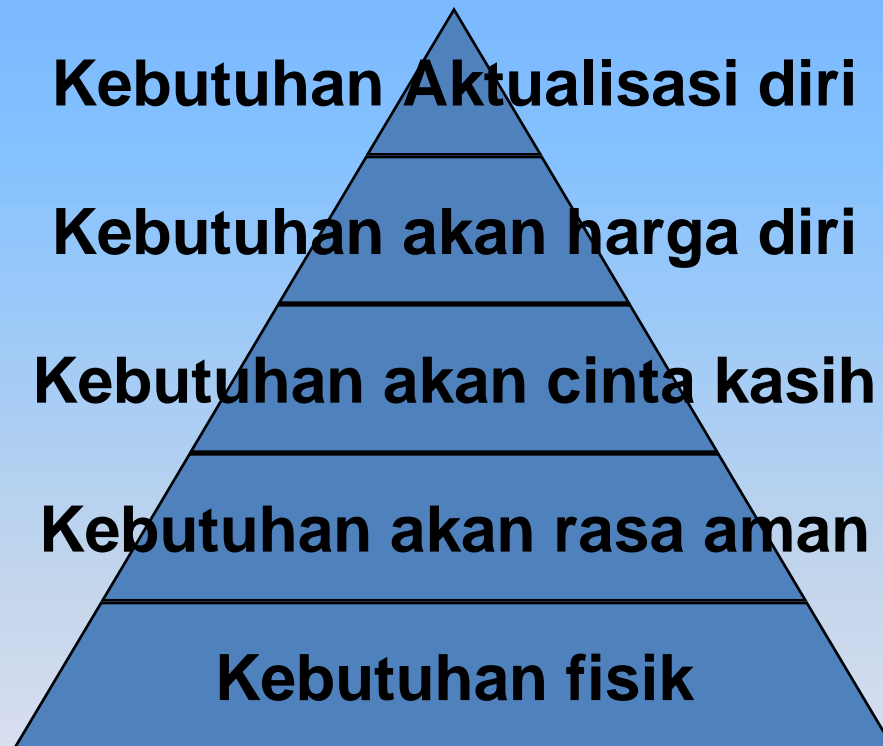 Kebutuhan Aktualisasi diri
Kebutuhan akan harga diri
Kebutuhan akan cinta kasih
Kebutuhan akan rasa aman
Kebutuhan fisik